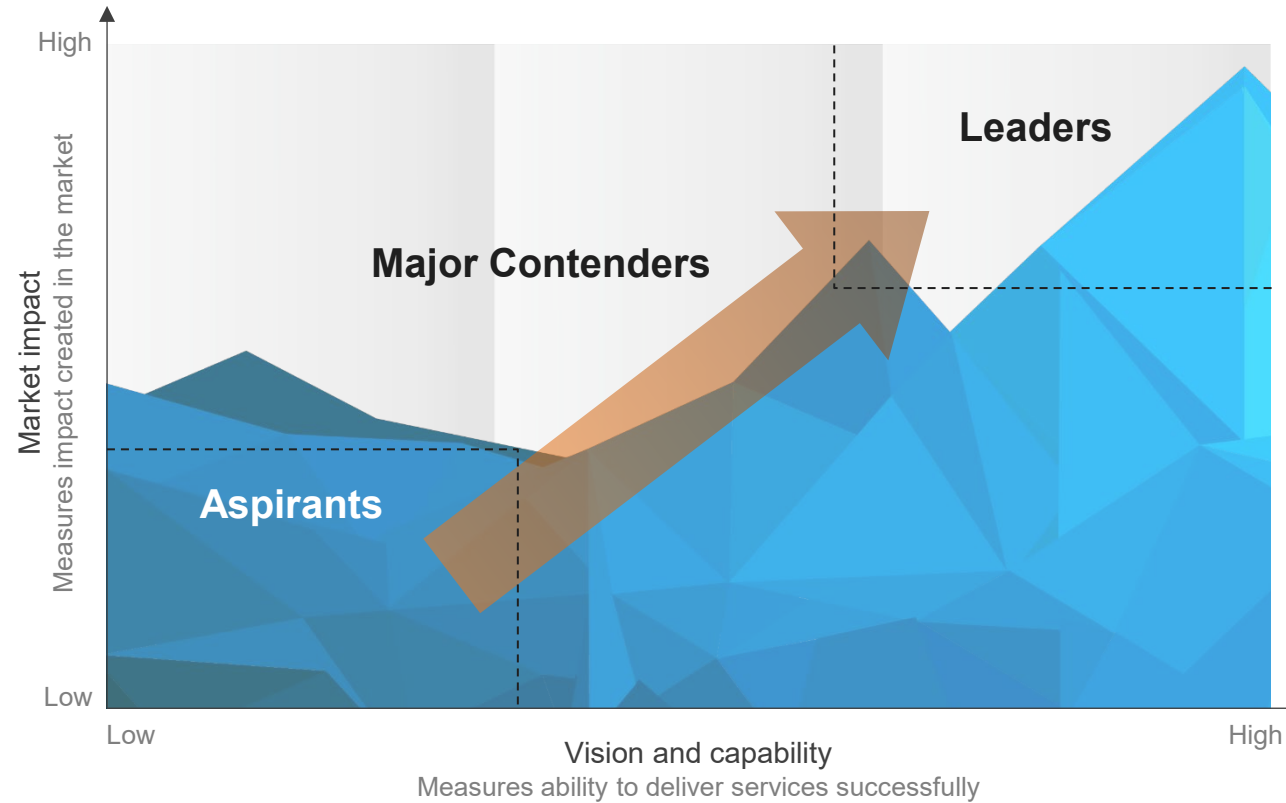 High
Leaders
Major Contenders
Market impact
Measures impact created in the market
Aspirants
Low
Low
High
Vision and capability
Measures ability to deliver services successfully